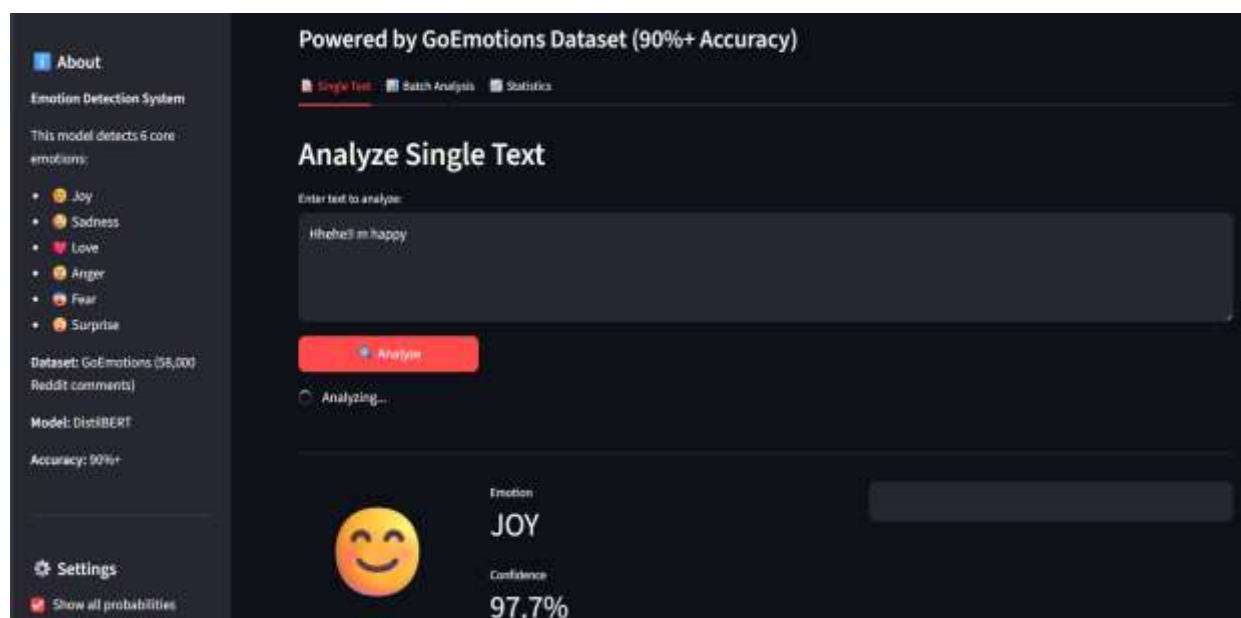 About
Emotion Detection System
This model detects 6 core
emotions:
Joy
Sadness
Love
Anger
Fear
Surprise
Dataset: GoEmotions (58,000
Reddit comments)
Model: DistilBERT
Accuracy: 90%+
Settings
Show all probabilities
Powered by GoEmotions Dataset (90%+ Accuracy)
Single Text
Batch Analysis
Statistics
Analyze Single Text
Enter text to analyze:
m happy
Analyze
Analyzing...
Emotion
JOY
Confidence
97.7%